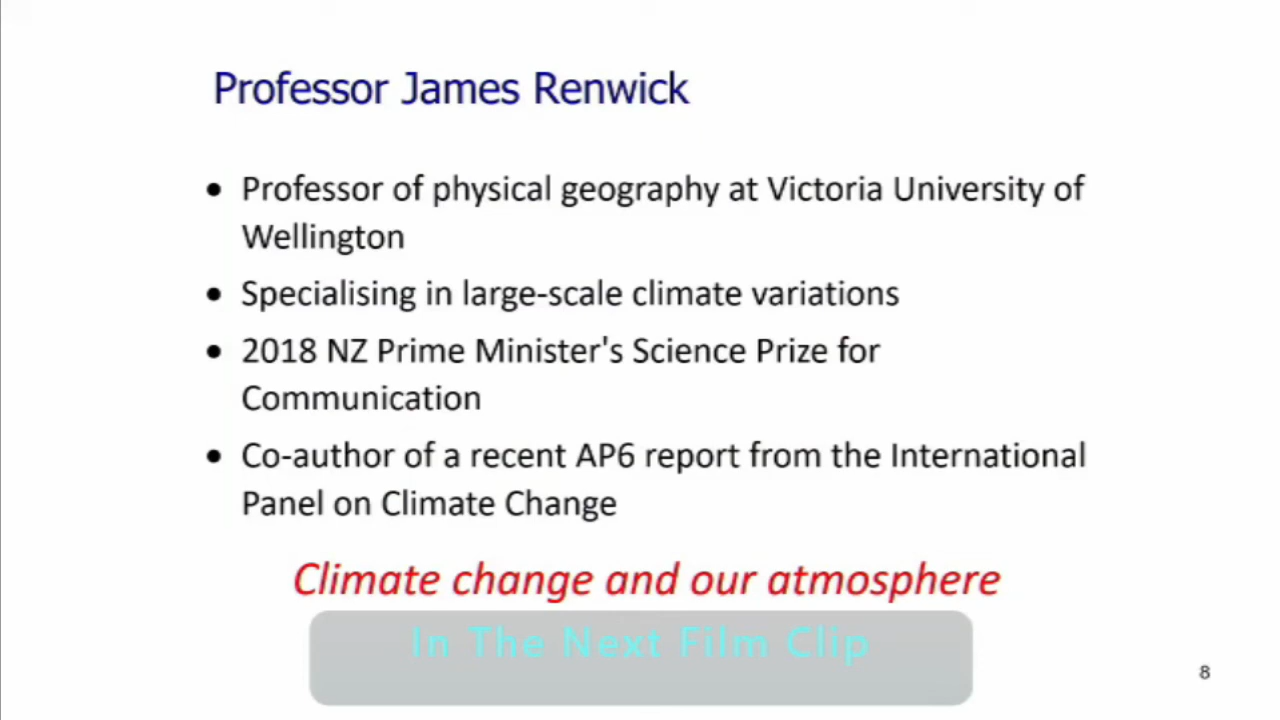 Professor James Renwick
• Professor of physical geography at Victoria University of
Wellington
• Specialising in large-scale climate variations
• 2018 NZ Prime Minister's Science Prize for
Communication
• Co-author of a recent AP6 report from the International
Panel on Climate Change
Climate change and our atmosphere
In The Next Film Clip
8